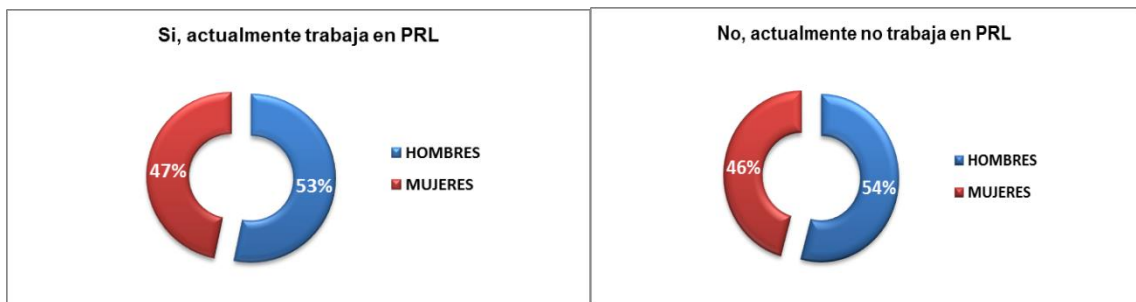 Si, actualmente trabaja en PRL
47%
53%
HOMBRES
MUJERES
No, actualmente no trabaja en PRL
46%
54%
HOMBRES
MUJERES